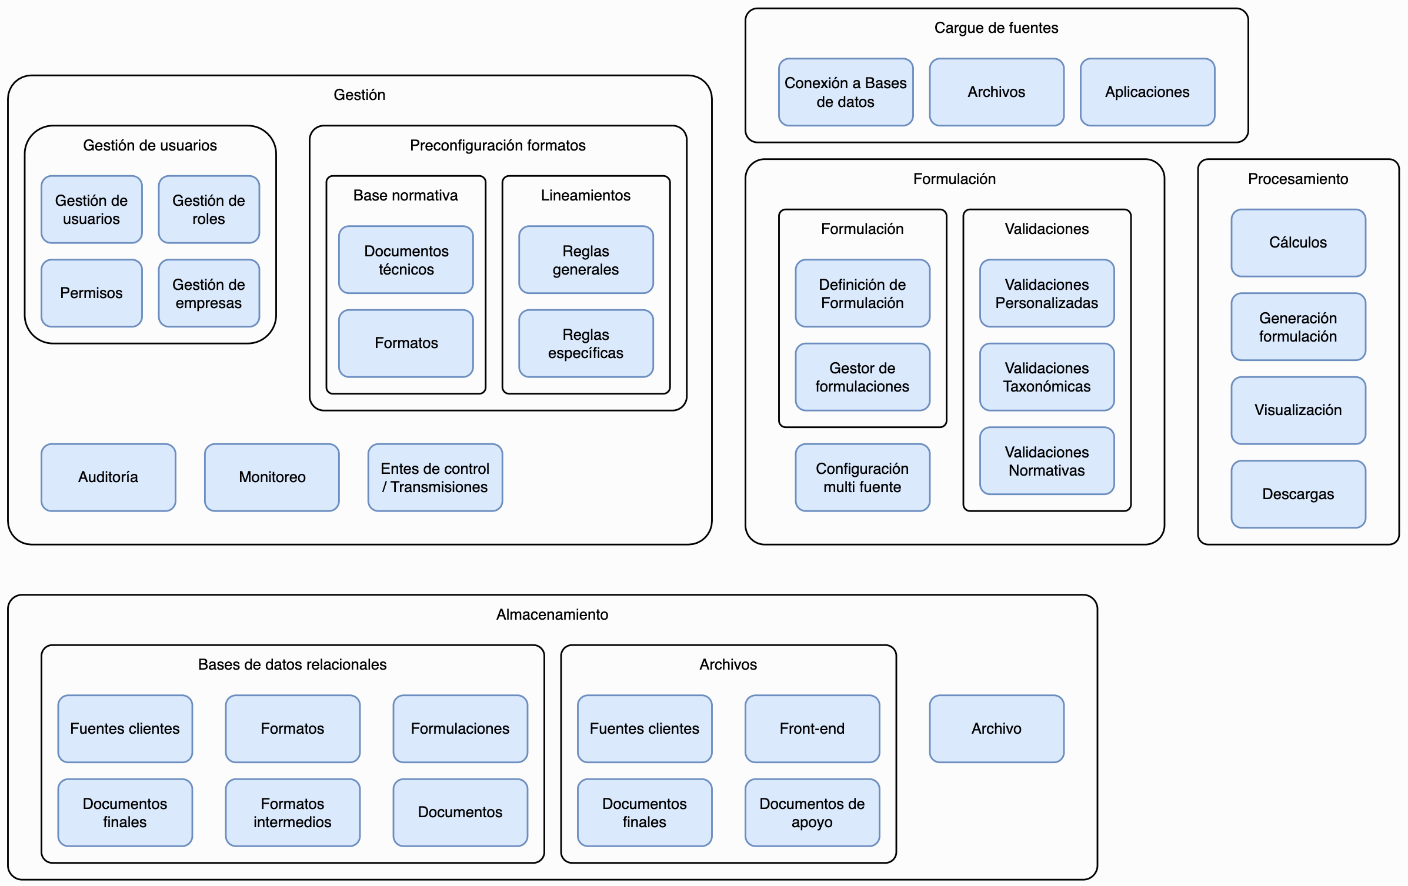 Cargue de fuentes
Conexión a Bases
de datos
Archivos
Aplicaciones
Gestión
Gestión de usuarios
Gestión de
usuarios
Gestión de
roles
Permisos
Gestión de
empresas
Preconfiguración formatos
Base normativa
Documentos
técnicos
Formatos
Lineamientos
Reglas
generales
Reglas
específicas
Auditoría
Monitoreo
Entes de control
/ Transmisiones
Formulación
Formulación
Definición de
Formulación
Gestor de
formulaciones
Configuración
multi fuente
Validaciones
Validaciones
Personalizadas
Validaciones
Taxonómicas
Validaciones
Normativas
Procesamiento
Cálculos
Generación
formulación
Visualización
Descargas
Almacenamiento
Bases de datos relacionales
Fuentes clientes
Formatos
Formulaciones
Documentos
finales
Formatos
intermedios
Documentos
Archivos
Fuentes clientes
Front-end
Documentos
finales
Documentos de
apoyo
Archivo